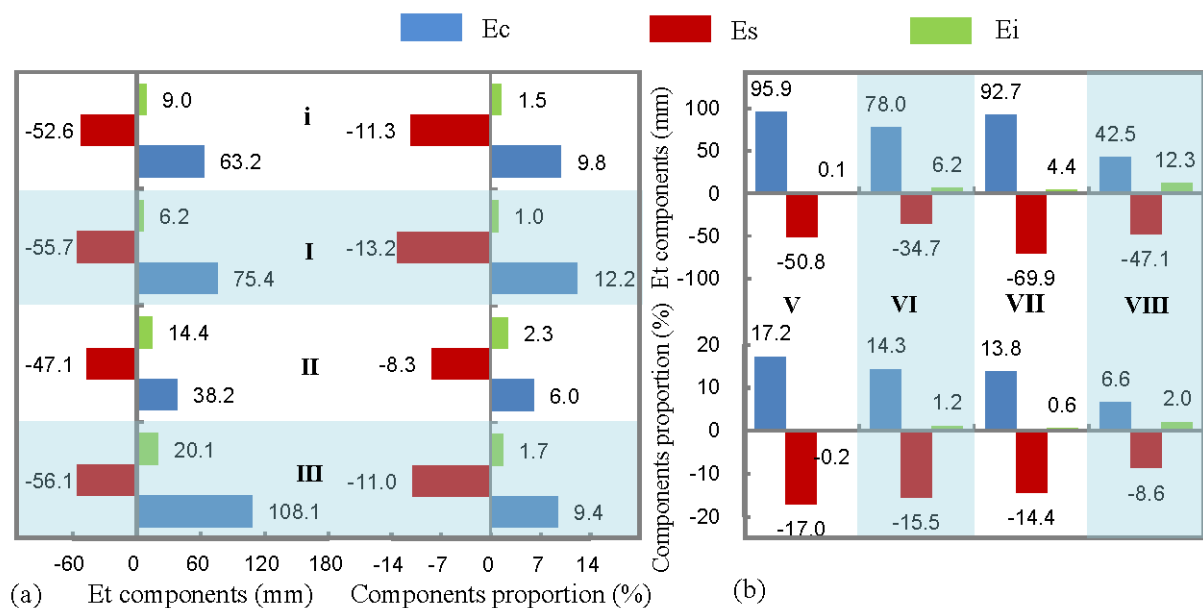 Ec Es Ei
9.0 1.5
-52.6 i -11.3
63.2 9.8
6.2 1.0
-55.7 I -13.2
75.4 12.2
14.4 2.3
-47.1 II -8.3
38.2 6.0
20.1 1.7
-56.1 III -11.0
108.1 9.4
-60 0 60 120 180 -14 -7 0 7 14
(a) Et components (mm) Components proportion (%)
Et components (mm)
100
50
0
-50
-100
95.9 78.0 92.7 42.5
0.1 6.2 4.4 12.3
-50.8 -34.7 -69.9 -47.1
V VI VII VIII
Components proportion (%)
20
10
0
-10
-20
17.2 14.3 13.8 6.6
-0.2 1.2 0.6 2.0
-17.0 -15.5 -14.4 -8.6
(b)